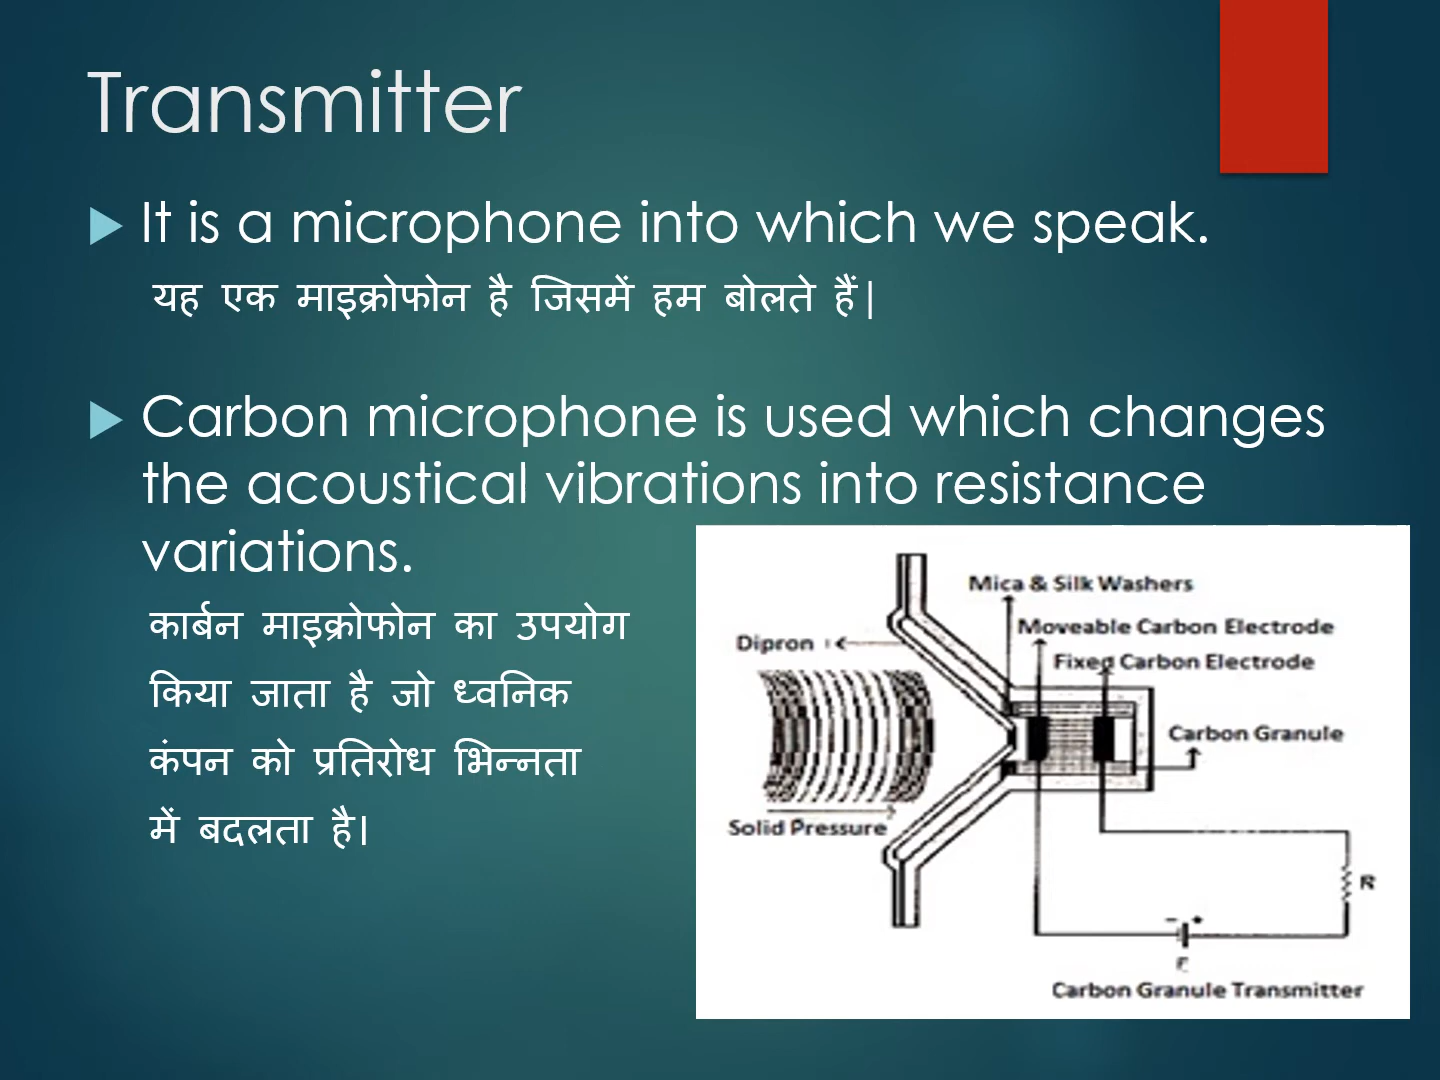 Transmitter
It is a microphone into which we speak.
यह एक माइक्रोफोन है जिसमें हम बोलते हैं|
Carbon microphone is used which changes
the acoustical vibrations into resistance
variations.
कार्बन माइक्रोफोन का उपयोग
किया जाता है जो ध्वनिक
कंपन को प्रतिरोध भिन्नता
में बदलता है।
Mica & Silk Washers
Moveable Carbon Electrode
Dipron
Fixed Carbon Electrode
Carbon Granule
Solid Pressure
R
- +
Carbon Granule Transmitter